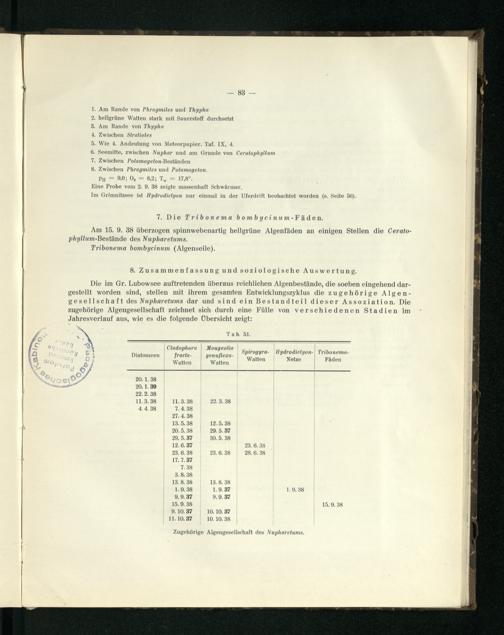 — 83 —
1. Am Rande von Phragmites und Thypha
2. hellgrüne Watten stark mit Sauerstoff durchsetzt
3. Am Rande von Thypha
4. Zwischen Stratiotes
5. Wie 4. Andeutung von Meteorpapier. Taf. IX, 4.
6. Seemitte, zwischen Nuphar und am Grunde von Ceratophyllum
7. Zwischen Potamogeton-Beständen
8. Zwischen Phragmites und Potamogeton.
pH = 9,0; O2 = 8,2; Tw = 17,8°.
Eine Probe vom 2. 9. 38 zeigte massenhaft Schwärmer.
Im Grimnitzsee ist Hydrodictyon nur einmal in der Uferdrift beobachtet worden (s. Seite 50).
7. Die Tribonema bombycinum-Fäden.
Am 15. 9. 38 überzogen spinnwebenartig hellgrüne Algenfäden an einigen Stellen die Cerato-
phyllum-Bestände des Nupharetums.
Tribonema bombycinum (Algenseile).
8. Zusammenfassung und soziologische Auswertung.
Die im Gr. Lubowsee auftretenden überaus reichlichen Algenbestände, die soeben eingehend dar-
gestellt worden sind, stellen mit ihrem gesamten Entwicklungszyklus die zugehörige Algen-
gesellschaft des Nupharetums dar und sind ein Bestandteil dieser Assoziation. Die
zugehörige Algengesellschaft zeichnet sich durch eine Fülle von verschiedenen Stadien im
Jahresverlauf aus, wie es die folgende Übersicht zeigt:
Tab. 51.
Diatomeen Cladophora fracta-Watten Mougeotia genuflexa-Watten Spirogyra-Watten Hydrodictyon-Netze Tribonema-Fäden
20. 1. 38
20. 1. 39
22. 2. 38
11. 3. 38 11. 3. 38 22. 3. 38
4. 4. 38 7. 4. 38
27. 4. 38
13. 5. 38 12. 5. 38
20. 5. 38 29. 5. 37
29. 5. 37 30. 5. 38
12. 6. 37 23. 6. 38
23. 6. 38 23. 6. 38 28. 6. 38
17. 7. 37
7. 38
3. 8. 38
13. 8. 38 13. 8. 38
1. 9. 38 1. 9. 37 1. 9. 38
9. 9. 37 9. 9. 37
15. 9. 38 15. 9. 38
9. 10. 37 10. 10. 37
11. 10. 37 10. 10. 38
Zugehörige Algengesellschaft des Nupharetums.